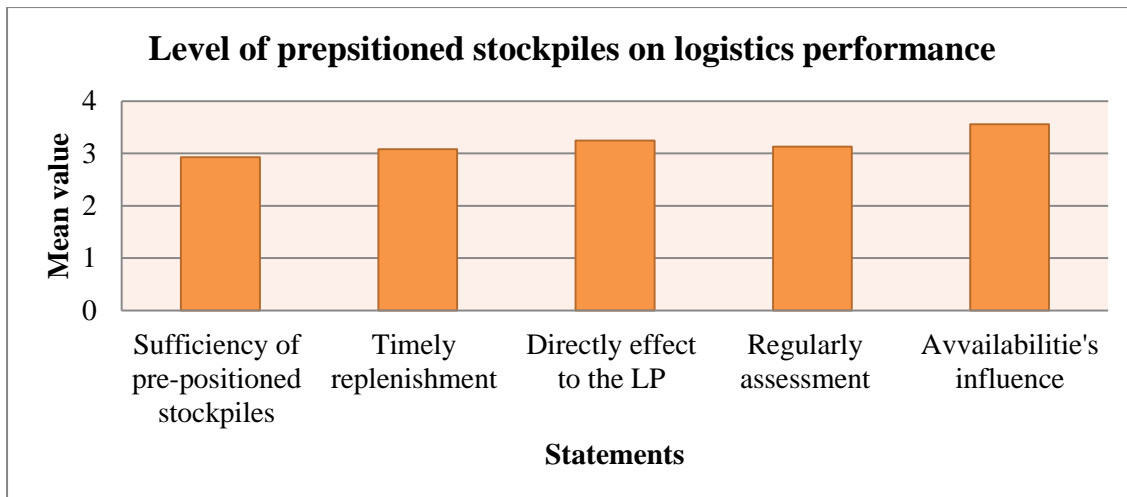 Level of prepsitioned stockpiles on logistics performance
Mean value
4
3
2
1
0
Sufficiency of
pre-positioned
stockpiles
Timely
replenishment
Directly effect
to the LP
Regularly
assessment
Avvailabilitie's
influence
Statements